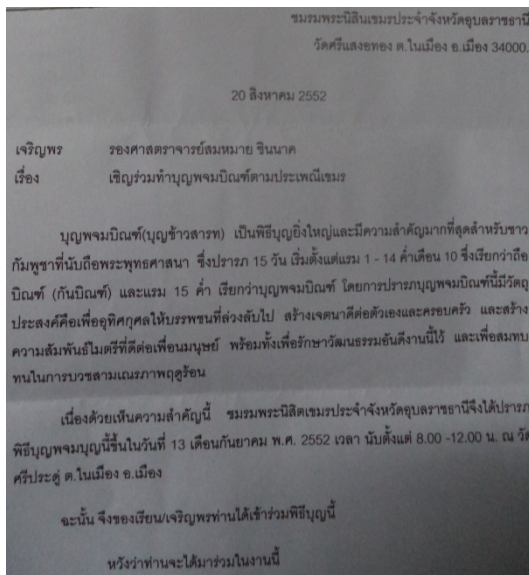 ชมรมพระนิสิตเขมรประจำจังหวัดอุบลราชธานี
วัดศรีแสงทอง ต.ในเมือง อ.เมือง 34000.
20 สิงหาคม 2552
เจริญพร รองศาสตราจารย์สมหมาย ชินนาค
เรื่อง เชิญร่วมทำบุญพจมบิณฑ์ตามประเพณีเขมร
บุญพจมบิณฑ์(บุญข้าวสารท) เป็นพิธีบุญยิ่งใหญ่และมีความสำคัญมากที่สุดสำหรับชาว
กัมพูชาที่นับถือพระพุทธศาสนา ซึ่งปรารภ 15 วัน เริ่มตั้งแต่แรม 1 - 14 ค่ำเดือน 10 ซึ่งเรียกว่าถือ
บิณฑ์ (กันบิณฑ์) และแรม 15 ค่ำ เรียกว่าบุญพจมบิณฑ์ โดยการปรารภบุญพจมบิณฑ์นี้มีวัตถุ
ประสงค์คือเพื่ออุทิศกุศลให้บรรพชนที่ล่วงลับไป สร้างเจตนาดีต่อตัวเองและครอบครัว และสร้าง
ความสัมพันธ์ไมตรีที่ดีต่อเพื่อนมนุษย์ พร้อมทั้งเพื่อรักษาวัฒนธรรมอันดีงานนี้ไว้ และเพื่อสมทบ
ทนในการบวชสามเณรภาพฤดูร้อน
เนื่องด้วยเห็นความสำคัญนี้ ชมรมพระนิสิตเขมรประจำจังหวัดอุบลราชธานีจึงได้ปรารภ
พิธีบุญพจมบุญนี้ขึ้นในวันที่ 13 เดือนกันยาคม พ.ศ. 2552 เวลา นับตั้งแต่ 8.00 -12.00 น. ณ วัด
ศรีประดู่ ต.ในเมือง อ.เมือง
ฉะนั้น จึงขอเรียน/เจริญพรท่านได้เข้าร่วมพิธีบุญนี้
หวังว่าท่านจะได้มาร่วมในงานนี้